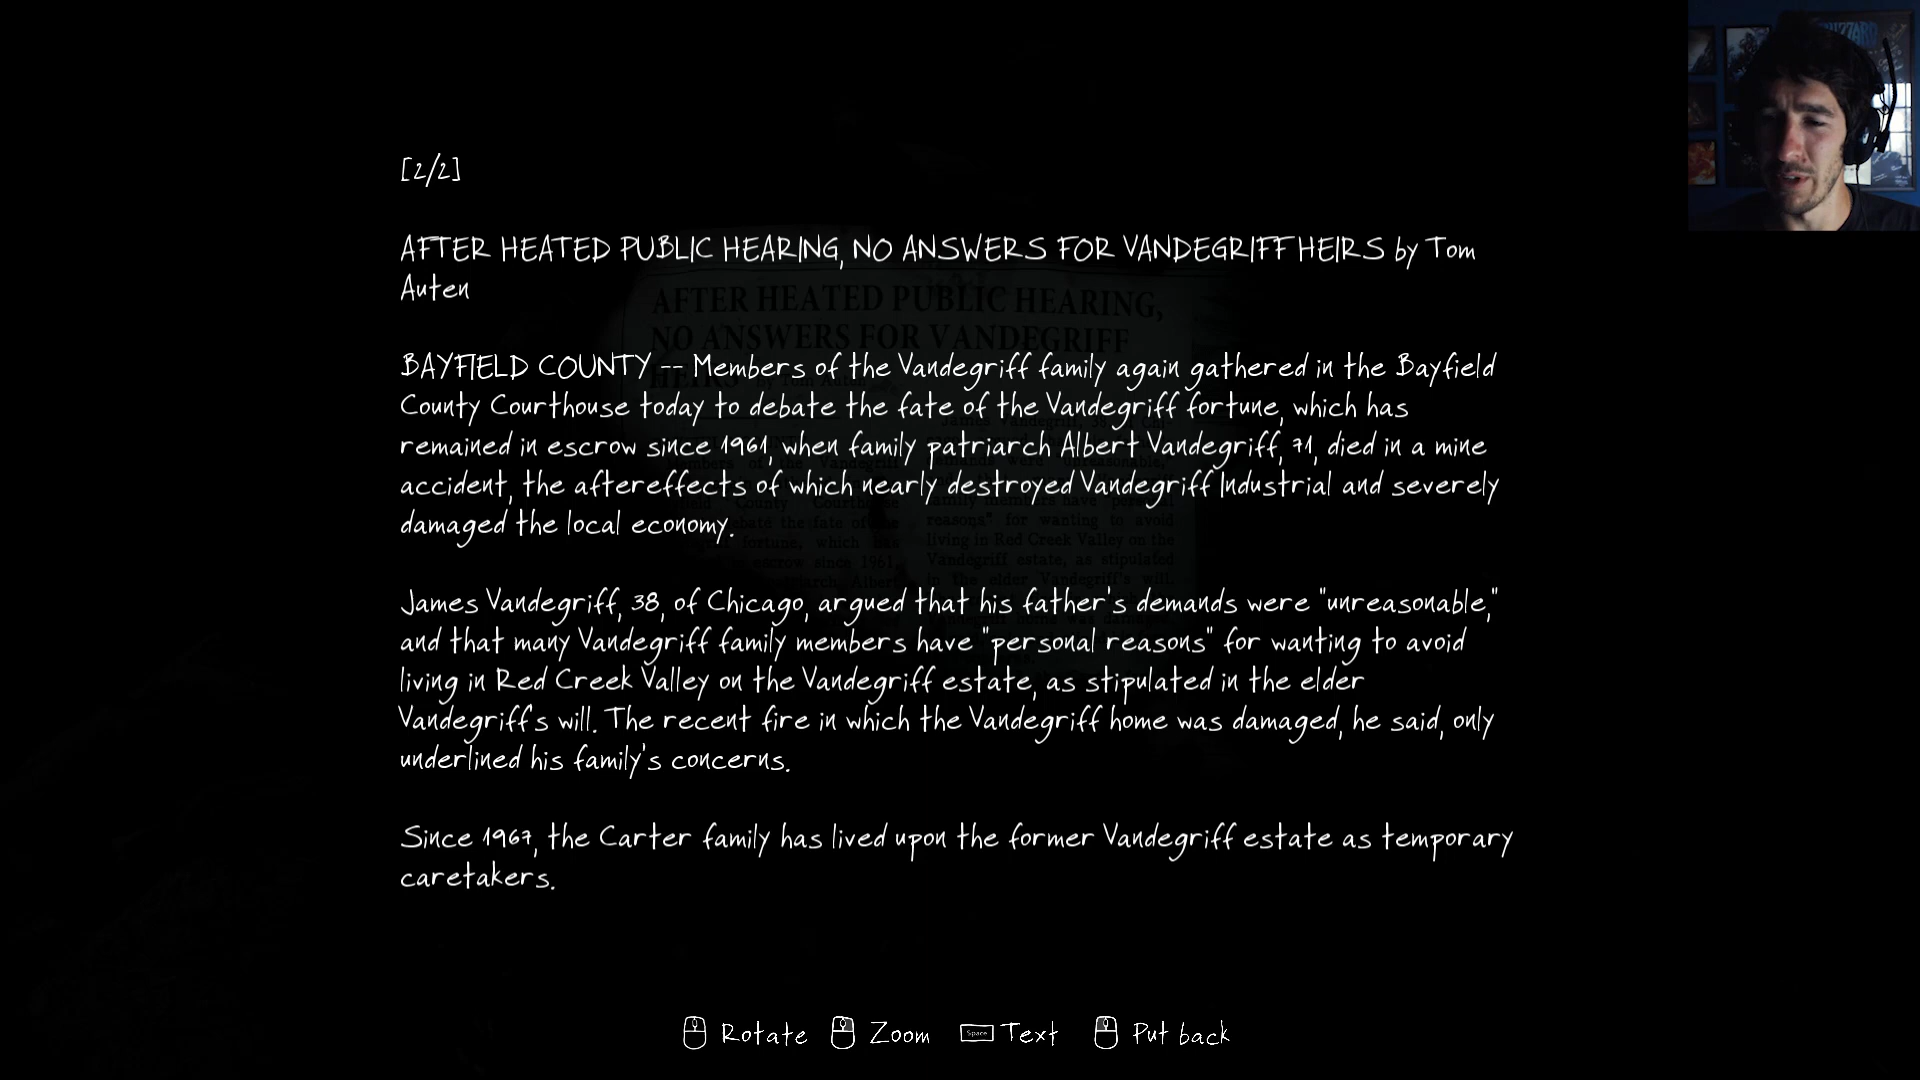 [2/2]
AFTER HEATED PUBLIC HEARING, NO ANSWERS FOR VANDEGRIFF HEIRS by Tom
Auten
BAYFIELD COUNTY -- Members of the Vandegriff family again gathered in the Bayfield
County Courthouse today to debate the fate of the Vandegriff fortune, which has
remained in escrow since 1961, when family patriarch Albert Vandegriff, 71, died in a mine
accident, the aftereffects of which nearly destroyed Vandegriff Industrial and severely
damaged the local economy.
James Vandegriff, 38, of Chicago, argued that his father's demands were "unreasonable,"
and that many Vandegriff family members have "personal reasons" for wanting to avoid
living in Red Creek Valley on the Vandegriff estate, as stipulated in the elder
Vandegriff's will. The recent fire in which the Vandegriff home was damaged, he said, only
underlined his family's concerns.
Since 1967, the Carter family has lived upon the former Vandegriff estate as temporary
caretakers.
Rotate Zoom Space Text Put back